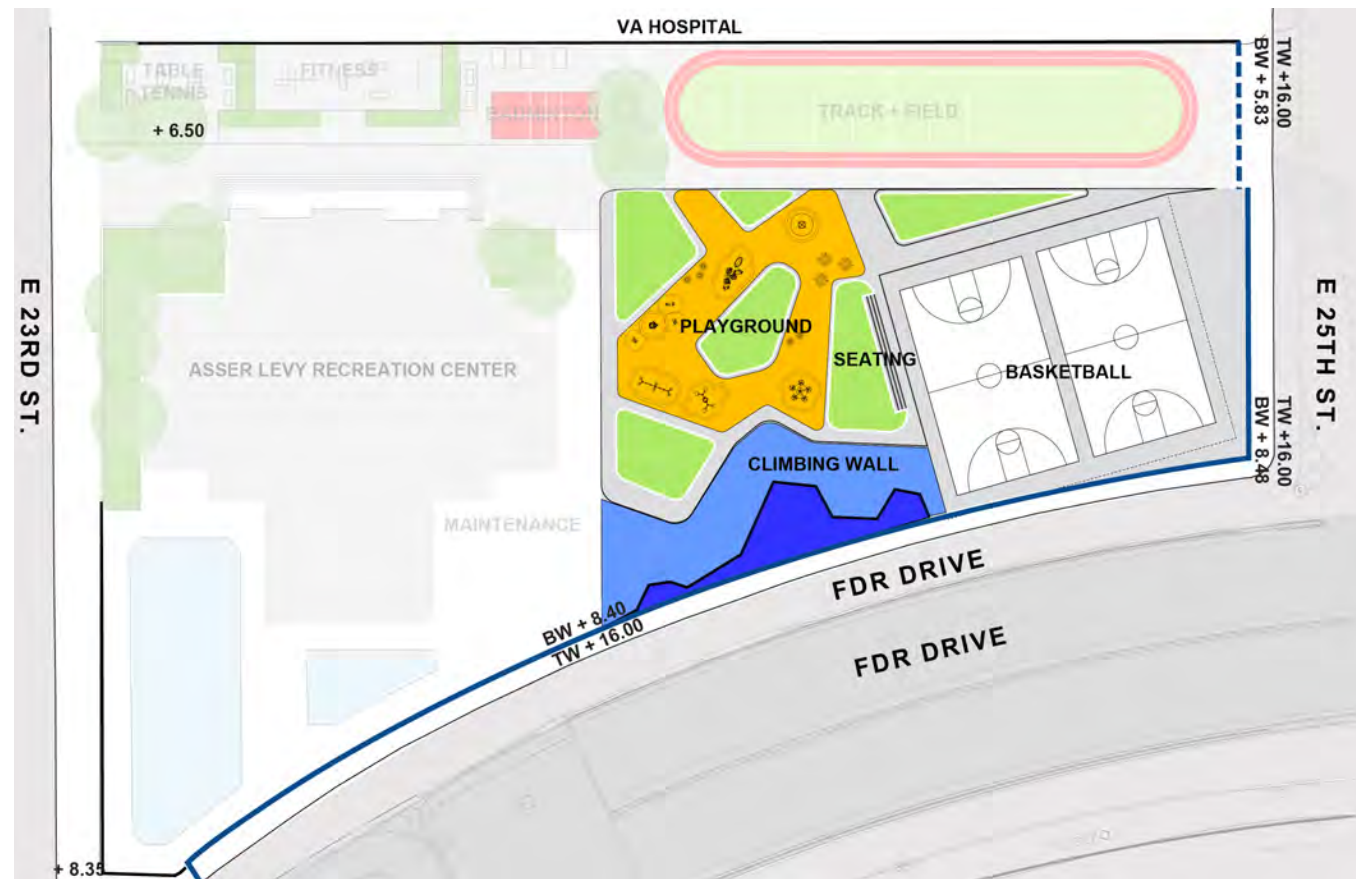 VA HOSPITAL
TABLE
TENNIS
FITNESS
BADMINTON
TRACK + FIELD
TW +16.00
BW + 5.83
+ 6.50
E 23RD ST.
ASSER LEVY RECREATION CENTER
PLAYGROUND
SEATING
BASKETBALL
E 25TH ST.
TW +16.00
BW + 8.48
CLIMBING WALL
MAINTENANCE
FDR DRIVE
BW + 8.40
TW + 16.00
FDR DRIVE
+ 8.35